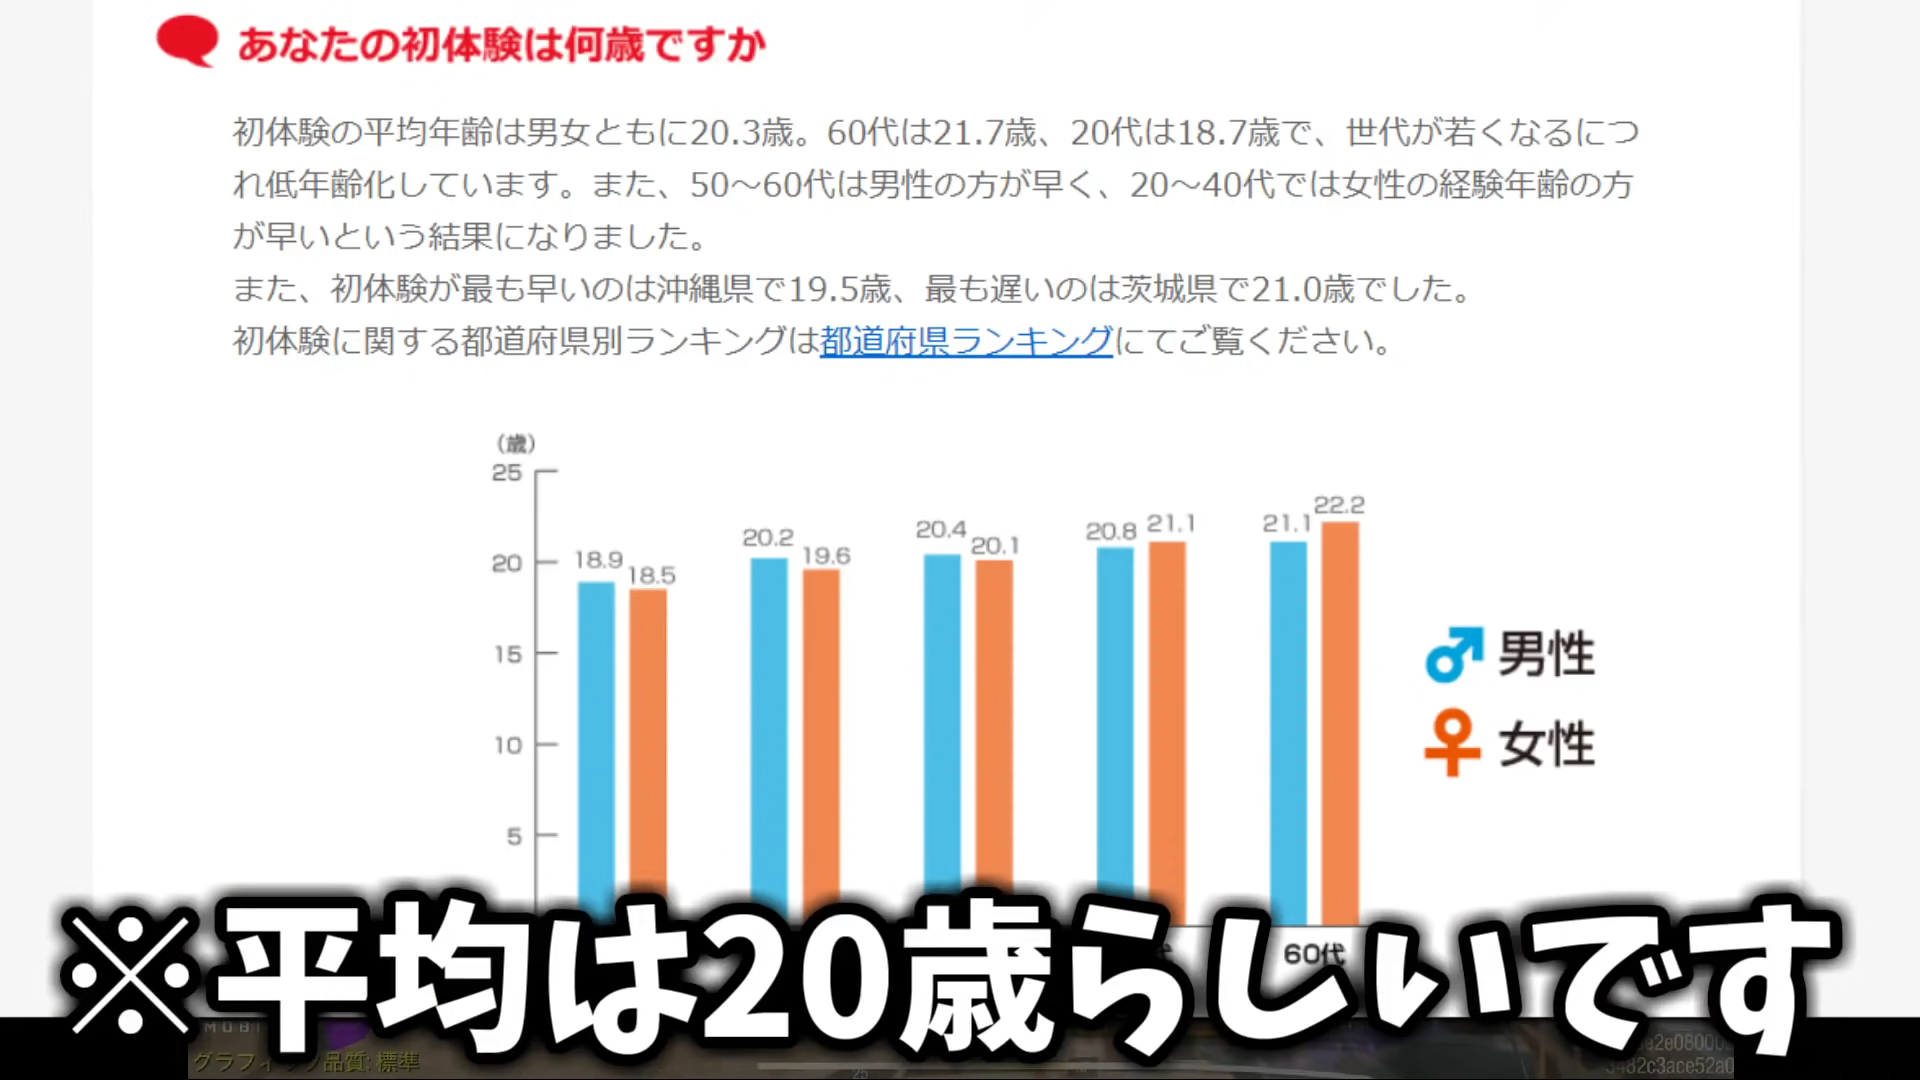 あなたの初体験は何歳ですか
初体験の平均年齢は男女ともに20.3歳。60代は21.7歳、20代は18.7歳で、世代が若くなるにつ
れ低年齢化しています。また、50～60代は男性の方が早く、20～40代では女性の経験年齢の方
が早いという結果になりました。
また、初体験が最も早いのは沖縄県で19.5歳、最も遅いのは茨城県で21.0歳でした。
初体験に関する都道府県別ランキングは都道府県ランキングにてご覧ください。
（歳）
25
20
15
10
5
18.9
18.5
20.2
19.6
20.4
20.1
20.8
21.1
21.1
22.2
♂男性
♀女性
60代
※平均は20歳らしいです
MOBI
品質: 標準
25
3482c3ace52a0